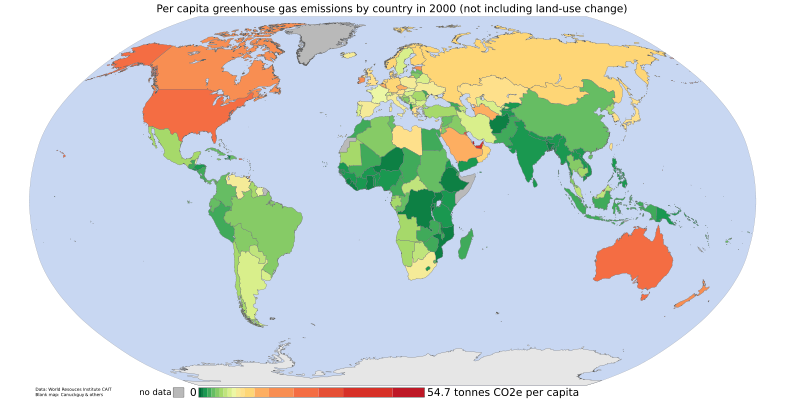 Per capita greenhouse gas emissions by country in 2000 (not including land-use change)
Data: World Resouces Institute CAIT
Blank map: Canuckguy & others
no data
0
54.7 tonnes CO2e per capita